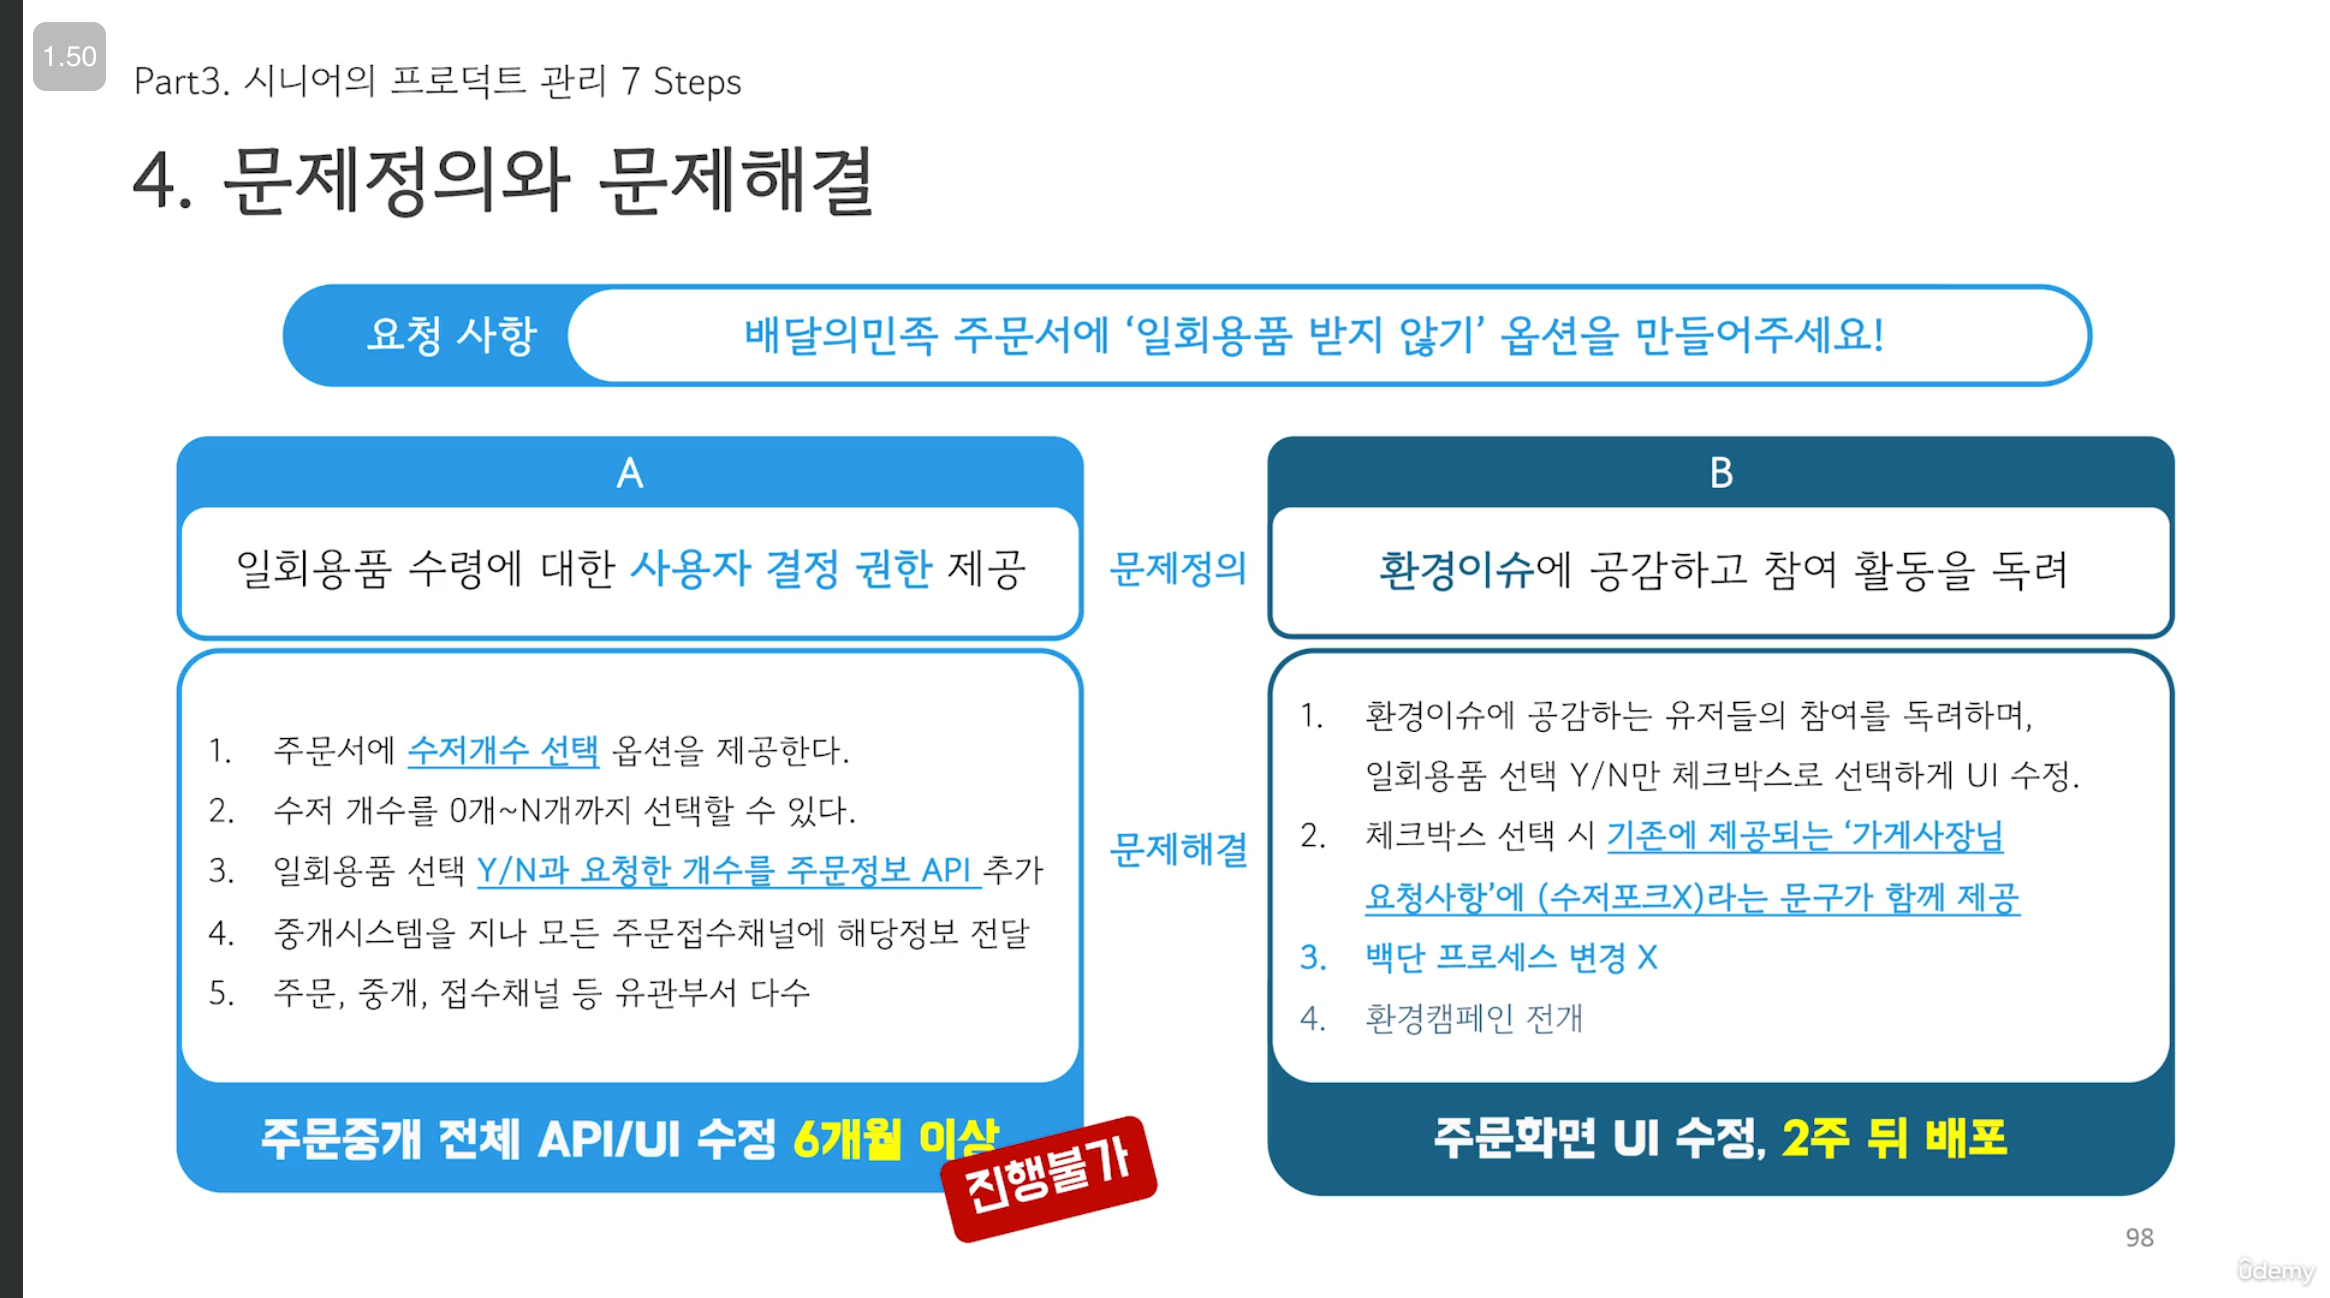 1.50
Part3. 시니어의 프로덕트 관리 7 Steps
4. 문제정의와 문제해결
요청 사항
배달의민족 주문서에 ‘일회용품 받지 않기’ 옵션을 만들어주세요!
A
일회용품 수령에 대한 사용자 결정 권한 제공
문제정의
B
환경이슈에 공감하고 참여 활동을 독려
1. 주문서에 수저개수 선택 옵션을 제공한다.
2. 수저 개수를 0개~N개까지 선택할 수 있다.
3. 일회용품 선택 Y/N과 요청한 개수를 주문정보 API 추가
4. 중개시스템을 지나 모든 주문접수채널에 해당정보 전달
5. 주문, 중개, 접수채널 등 유관부서 다수
주문중개 전체 API/UI 수정 6개월 이상
진행불가
문제해결
1. 환경이슈에 공감하는 유저들의 참여를 독려하며,
일회용품 선택 Y/N만 체크박스로 선택하게 UI 수정.
2. 체크박스 선택 시 기존에 제공되는 ‘가게사장님
요청사항’에 (수저포크X)라는 문구가 함께 제공
3. 백단 프로세스 변경 X
4. 환경캠페인 전개
주문화면 UI 수정, 2주 뒤 배포
98
ûdemy